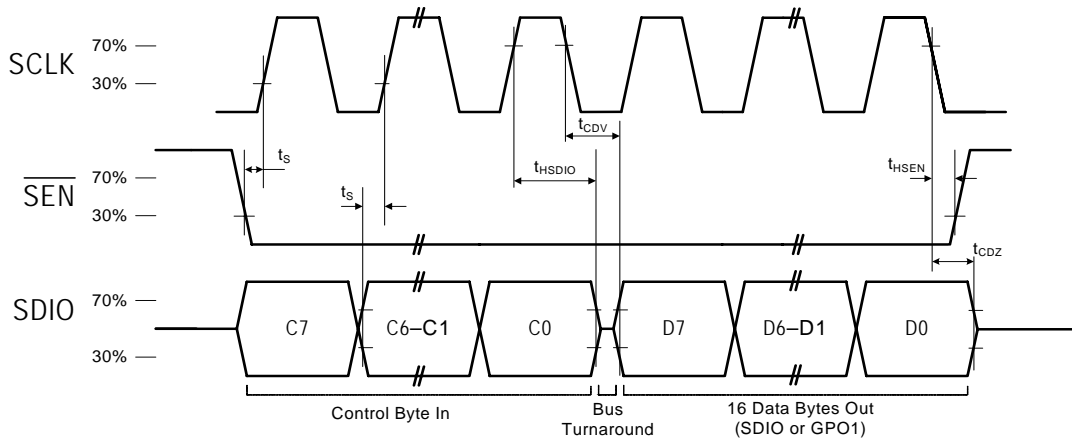 SCLK
70%
30%
tS
tCDV
tHSDIO
tS
tHSEN
tCDZ
SEN
70%
30%
SDIO
70%
30%
C7
C6–C1
C0
D7
D6–D1
D0
Control Byte In
Bus
Turnaround
16 Data Bytes Out
(SDIO or GPO1)